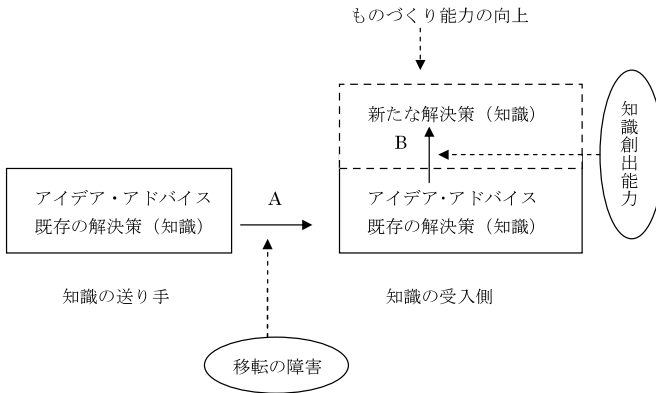 ものづくり能力の向上
新たな解決策（知識）
B
知識創出能力
アイデア・アドバイス
既存の解決策（知識）
A
アイデア・アドバイス
既存の解決策（知識）
知識の送り手
知識の受入側
移転の障害